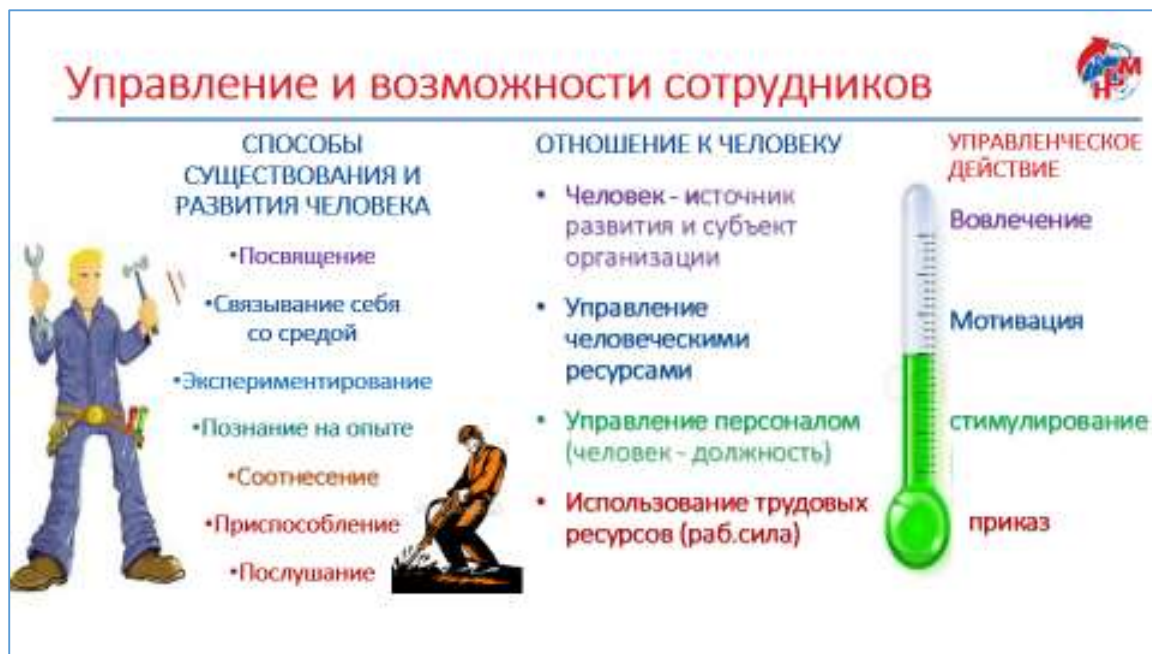 Управление и возможности сотрудников
СПОСОБЫ
СУЩЕСТВОВАНИЯ И
РАЗВИТИЯ ЧЕЛОВЕКА
•Посвящение
•Связывание себя
со средой
•Экспериментирование
•Познание на опыте
•Соотнесение
•Приспособление
•Послушание
ОТНОШЕНИЕ К ЧЕЛОВЕКУ
• Человек - источник
развития и субъект
организации
• Управление
человеческими
ресурсами
• Управление персоналом
(человек - должность)
• Использование трудовых
ресурсов (раб.сила)
УПРАВЛЕНЧЕСКОЕ
ДЕЙСТВИЕ
Вовлечение
Мотивация
стимулирование
приказ